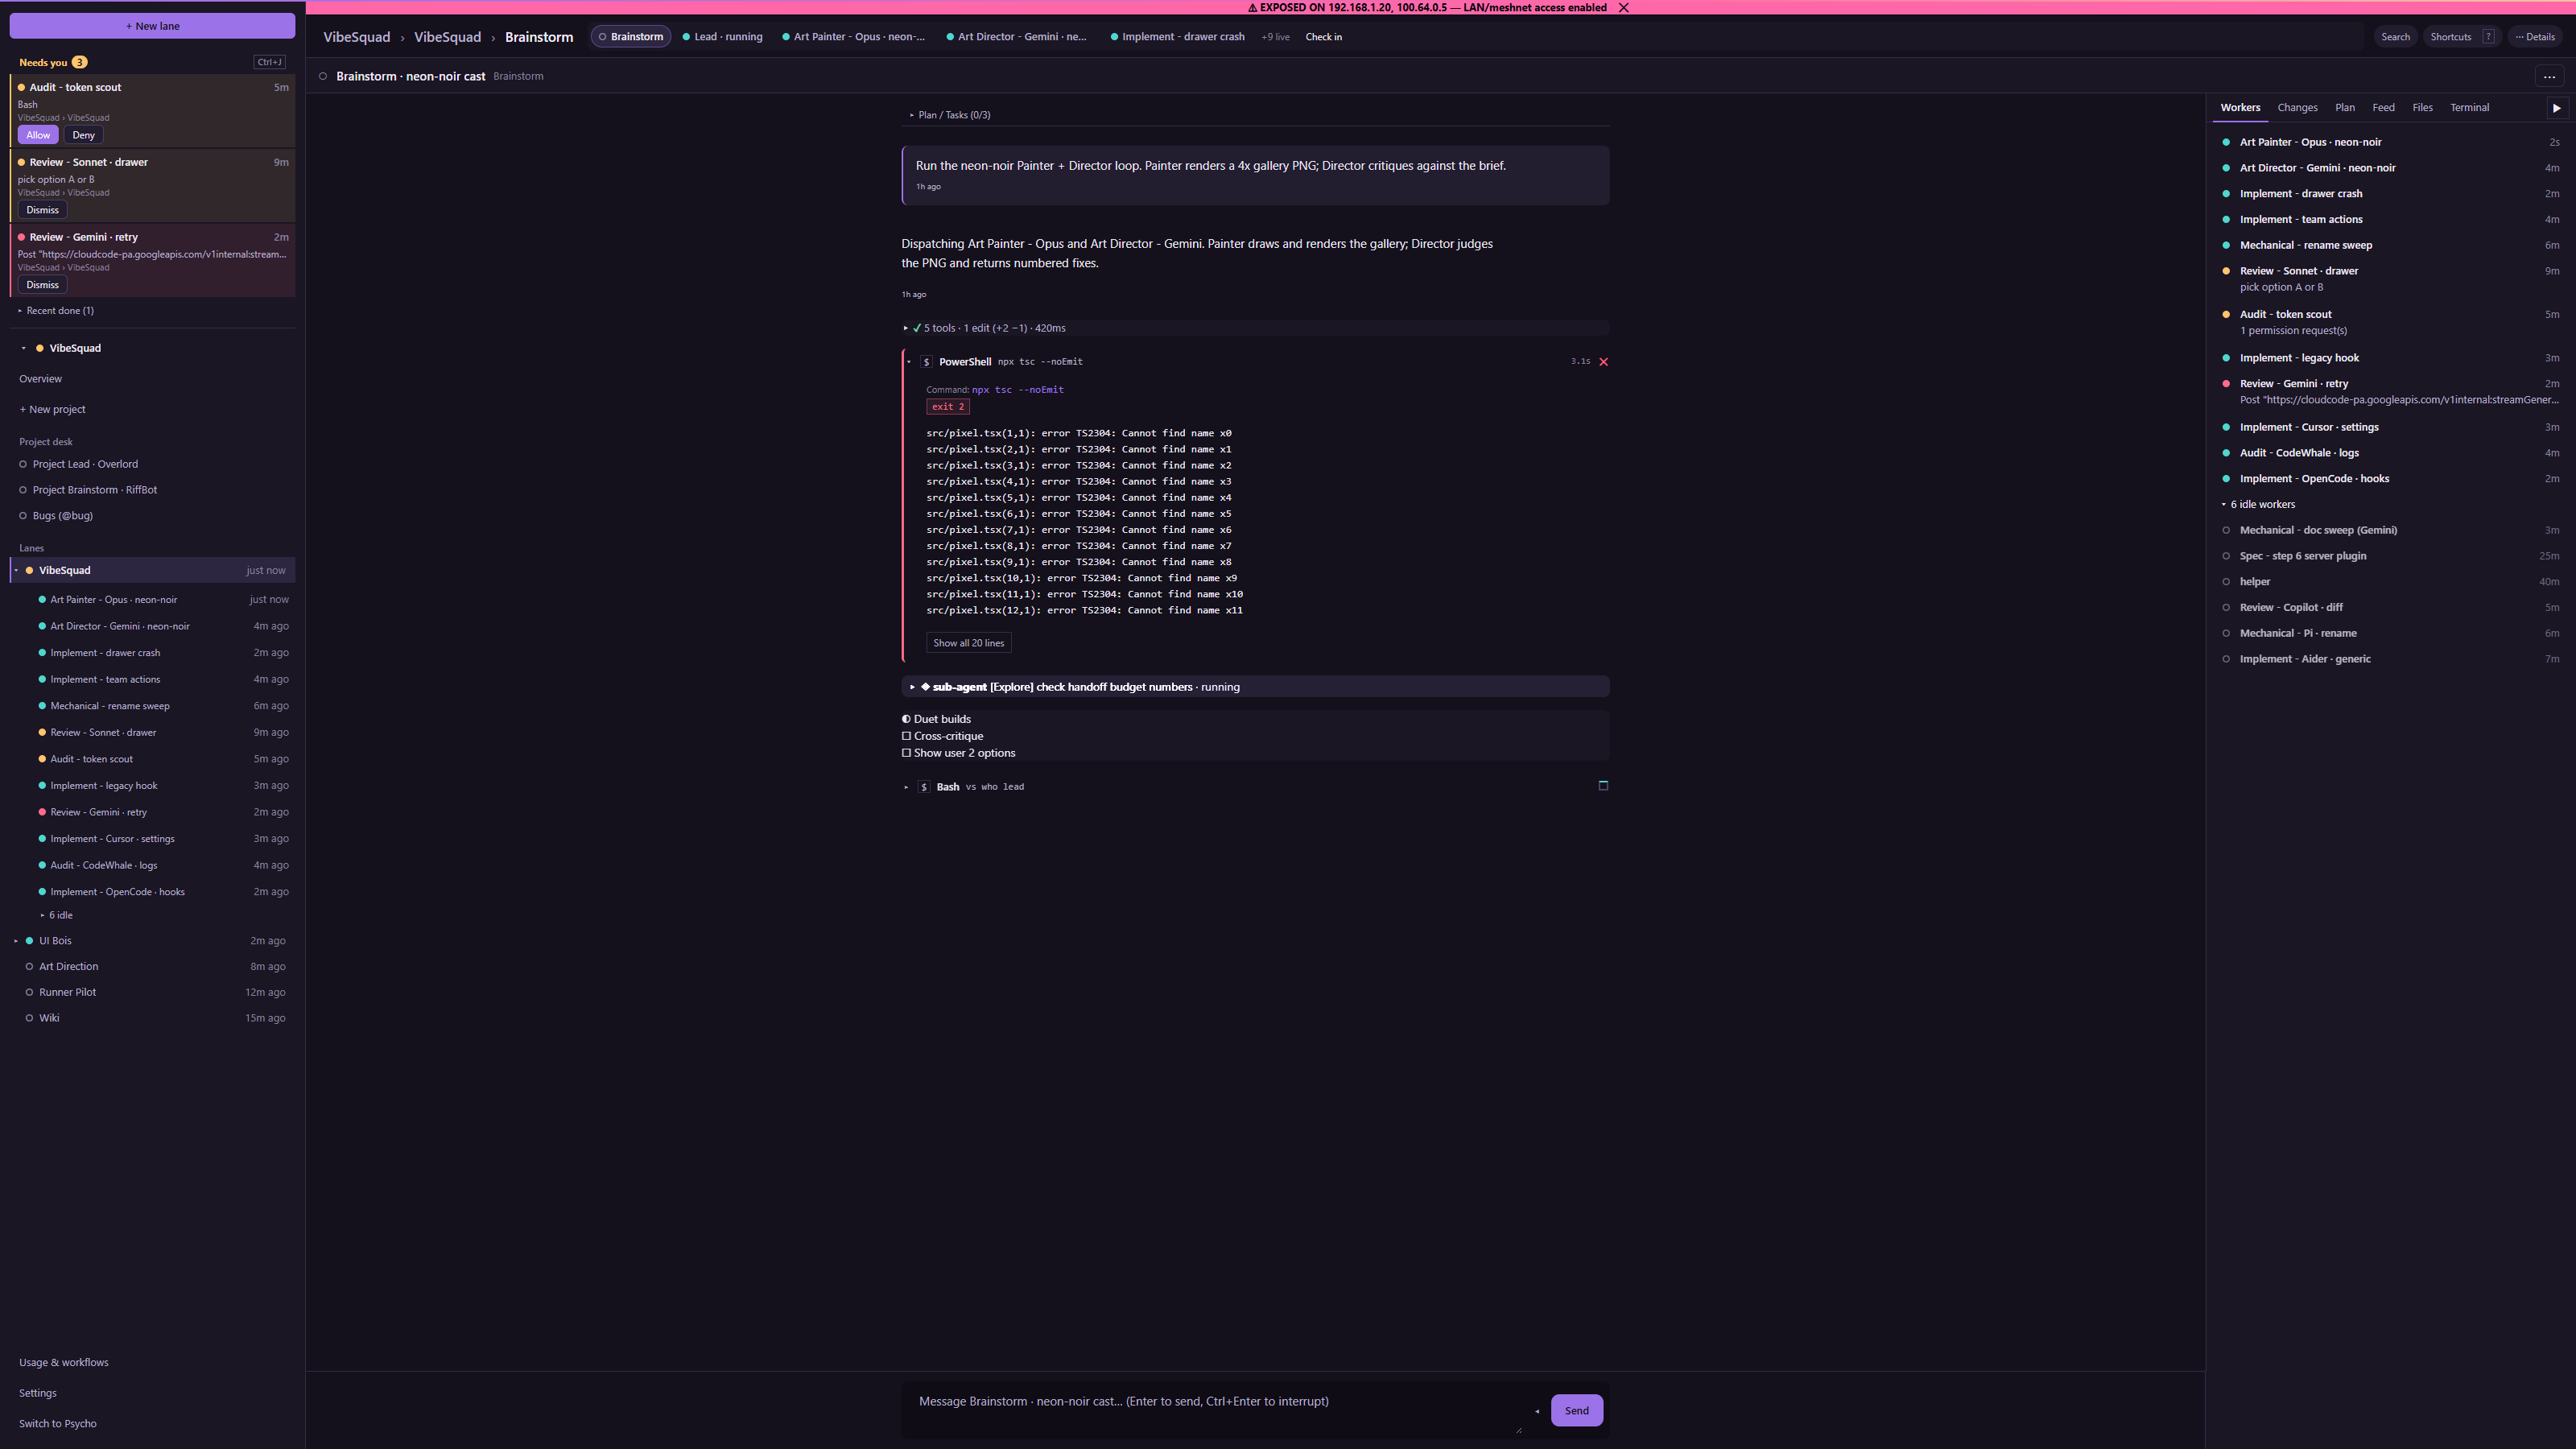 ⚠ EXPOSED ON 192.168.1.20, 100.64.0.5 — LAN/meshnet access enabled
+ New lane
Needs you 3 Ctrl+J
Audit - token scout 5m
Bash
VibeSquad › VibeSquad
Allow Deny
Review - Sonnet · drawer 9m
pick option A or B
VibeSquad › VibeSquad
Dismiss
Review - Gemini · retry 2m
Post "https://cloudcode-pa.googleapis.com/v1internal:stream...
VibeSquad › VibeSquad
Dismiss
Recent done (1)
VibeSquad
Overview
+ New project
Project desk
Project Lead · Overlord
Project Brainstorm · RiffBot
Bugs (@bug)
Lanes
VibeSquad just now
Art Painter - Opus · neon-noir just now
Art Director - Gemini · neon-noir 4m ago
Implement - drawer crash 2m ago
Implement - team actions 4m ago
Mechanical - rename sweep 6m ago
Review - Sonnet · drawer 9m ago
Audit - token scout 5m ago
Implement - legacy hook 3m ago
Review - Gemini · retry 2m ago
Implement - Cursor · settings 3m ago
Audit - CodeWhale · logs 4m ago
Implement - OpenCode · hooks 2m ago
6 idle
UI Bois 2m ago
Art Direction 8m ago
Runner Pilot 12m ago
Wiki 15m ago
Usage & workflows
Settings
Switch to Psycho
VibeSquad › VibeSquad › Brainstorm
Brainstorm Lead · running Art Painter - Opus · neon-... Art Director - Gemini · ne... Implement - drawer crash +9 live Check in
Search Shortcuts ? ··· Details
Brainstorm · neon-noir cast Brainstorm ...
Plan / Tasks (0/3)
Run the neon-noir Painter + Director loop. Painter renders a 4x gallery PNG; Director critiques against the brief.
1h ago
Dispatching Art Painter - Opus and Art Director - Gemini. Painter draws and renders the gallery; Director judges
the PNG and returns numbered fixes.
1h ago
✓ 5 tools · 1 edit (+2 −1) · 420ms
$ PowerShell npx tsc --noEmit 3.1s
Command: npx tsc --noEmit
exit 2
src/pixel.tsx(1,1): error TS2304: Cannot find name x0
src/pixel.tsx(2,1): error TS2304: Cannot find name x1
src/pixel.tsx(3,1): error TS2304: Cannot find name x2
src/pixel.tsx(4,1): error TS2304: Cannot find name x3
src/pixel.tsx(5,1): error TS2304: Cannot find name x4
src/pixel.tsx(6,1): error TS2304: Cannot find name x5
src/pixel.tsx(7,1): error TS2304: Cannot find name x6
src/pixel.tsx(8,1): error TS2304: Cannot find name x7
src/pixel.tsx(9,1): error TS2304: Cannot find name x8
src/pixel.tsx(10,1): error TS2304: Cannot find name x9
src/pixel.tsx(11,1): error TS2304: Cannot find name x10
src/pixel.tsx(12,1): error TS2304: Cannot find name x11
Show all 20 lines
◆ sub-agent [Explore] check handoff budget numbers · running
◐ Duet builds
☐ Cross-critique
☐ Show user 2 options
$ Bash vs who lead
Message Brainstorm · neon-noir cast... (Enter to send, Ctrl+Enter to interrupt)
Send
Workers Changes Plan Feed Files Terminal
Art Painter - Opus · neon-noir 2s
Art Director - Gemini · neon-noir 4m
Implement - drawer crash 2m
Implement - team actions 4m
Mechanical - rename sweep 6m
Review - Sonnet · drawer 9m
pick option A or B
Audit - token scout 5m
1 permission request(s)
Implement - legacy hook 3m
Review - Gemini · retry 2m
Post "https://cloudcode-pa.googleapis.com/v1internal:streamGener...
Implement - Cursor · settings 3m
Audit - CodeWhale · logs 4m
Implement - OpenCode · hooks 2m
6 idle workers
Mechanical - doc sweep (Gemini) 3m
Spec - step 6 server plugin 25m
helper 40m
Review - Copilot · diff 5m
Mechanical - Pi · rename 6m
Implement - Aider · generic 7m